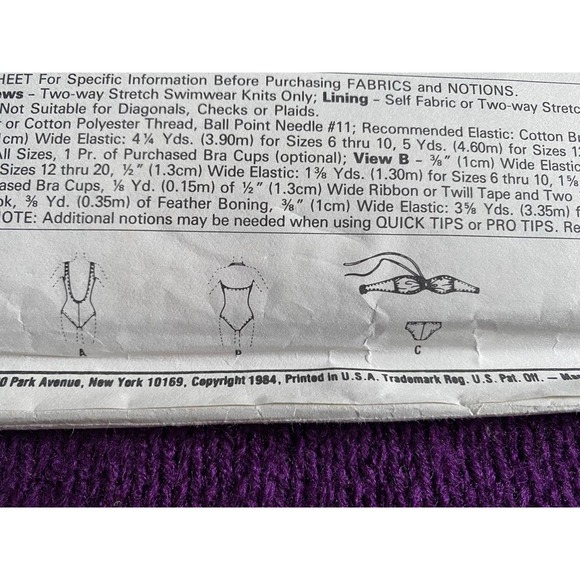 HEET For Specific Information Before Purchasing FABRICS and NOTIONS.
ews – Two-way Stretch Swimwear Knits Only; Lining – Self Fabric or Two-way Stretc
Not Suitable for Diagonals, Checks or Plaids.
r or Cotton Polyester Thread, Ball Point Needle #11; Recommended Elastic: Cotton Br
1cm) Wide Elastic: 4¼ Yds. (3.90m) for Sizes 6 thru 10, 5 Yds. (4.60m) for Sizes 12
All Sizes, 1 Pr. of Purchased Bra Cups (optional); View B – ⅜" (1cm) Wide Elastic
Sizes 12 thru 20, ½" (1.3cm) Wide Elastic: 1⅜ Yds. (1.30m) for Sizes 6 thru 10, 1⅝
ased Bra Cups, ⅛ Yd. (0.15m) of ½" (1.3cm) Wide Ribbon or Twill Tape and Two
ok, ⅜ Yd. (0.35m) of Feather Boning, ⅜" (1cm) Wide Elastic: 3⅝ Yds. (3.35m) f
NOTE: Additional notions may be needed when using QUICK TIPS or PRO TIPS. Re
A B C
0 Park Avenue, New York 10169, Copyright 1984, Printed in U.S.A. Trademark Reg. U.S. Pat. Off. — Mar